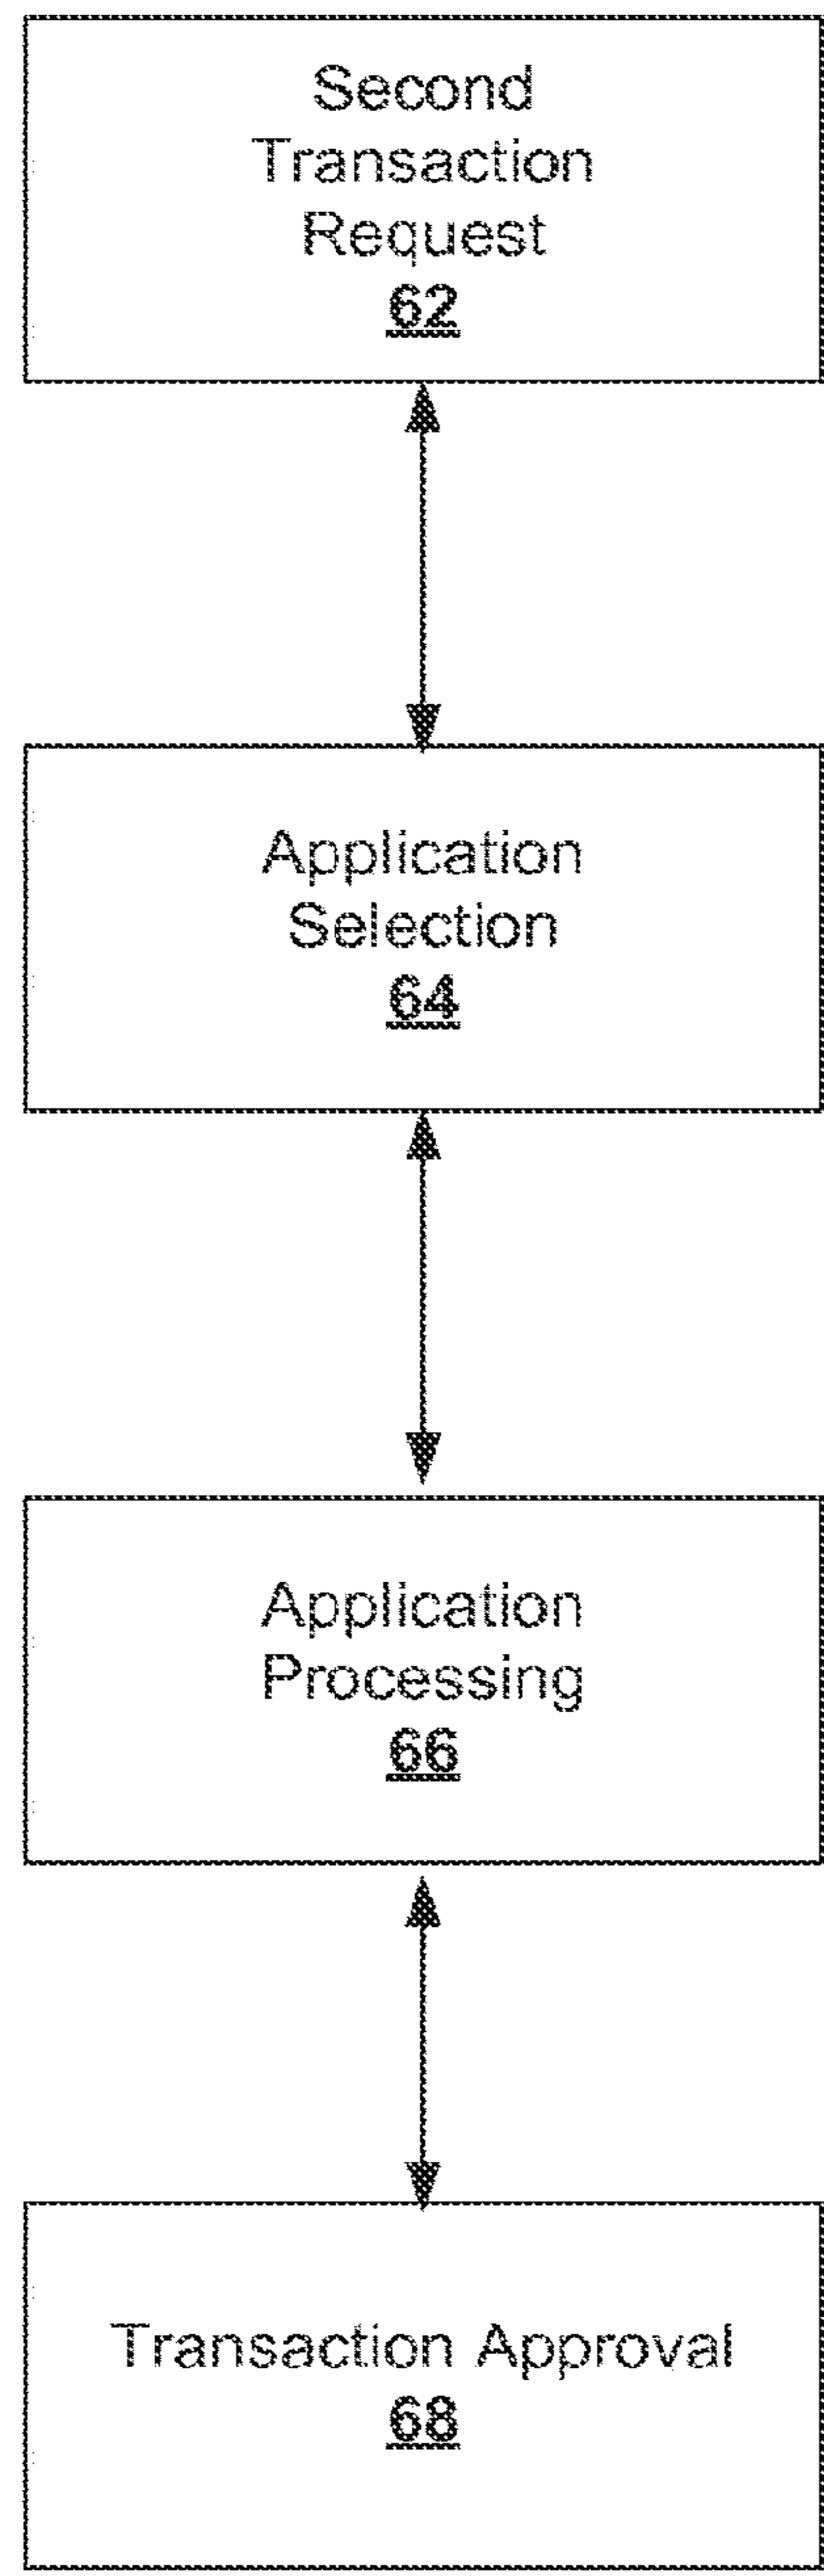 Second
Transaction
Request
62
Application
Selection
64
Application
Processing
66
Transaction Approval
68